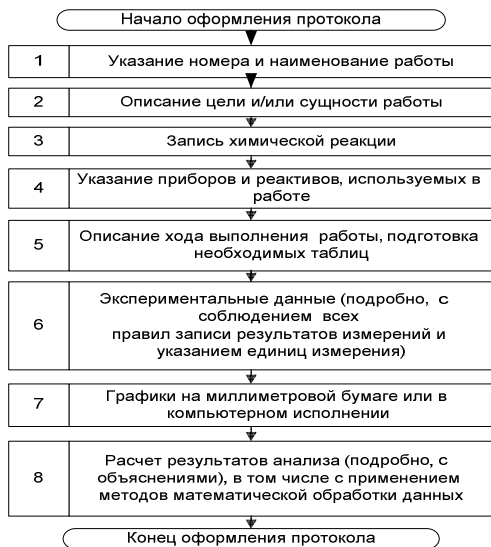 Начало оформления протокола
1 Указание номера и наименование работы
2 Описание цели и/или сущности работы
3 Запись химической реакции
4 Указание приборов и реактивов, используемых в
работе
5 Описание хода выполнения работы, подготовка
необходимых таблиц
Экспериментальные данные (подробно, с
соблюдением всех
6 правил записи результатов измерений и
указанием единиц измерения)
7 Графики на миллиметровой бумаге или в
компьютерном исполнении
Расчет результатов анализа (подробно, с
8 объяснениями), в том числе с применением
методов математической обработки данных
Конец оформления протокола